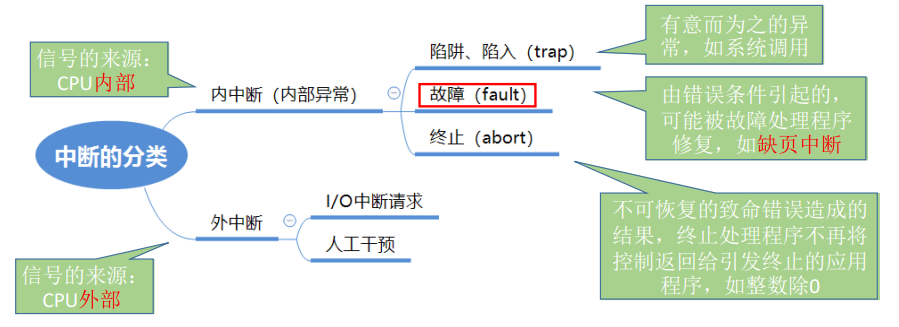 信号的来源：
CPU内部
内中断（内部异常）
陷阱、陷入（trap）
有意而为之的异
常，如系统调用
故障（fault）
由错误条件引起的，
可能被故障处理程序
修复，如缺页中断
终止（abort）
不可恢复的致命错误造成的
结果，终止处理程序不再将
控制返回给引发终止的应用
程序，如整数除0
中断的分类
外中断
I/O中断请求
人工干预
信号的来源：
CPU外部